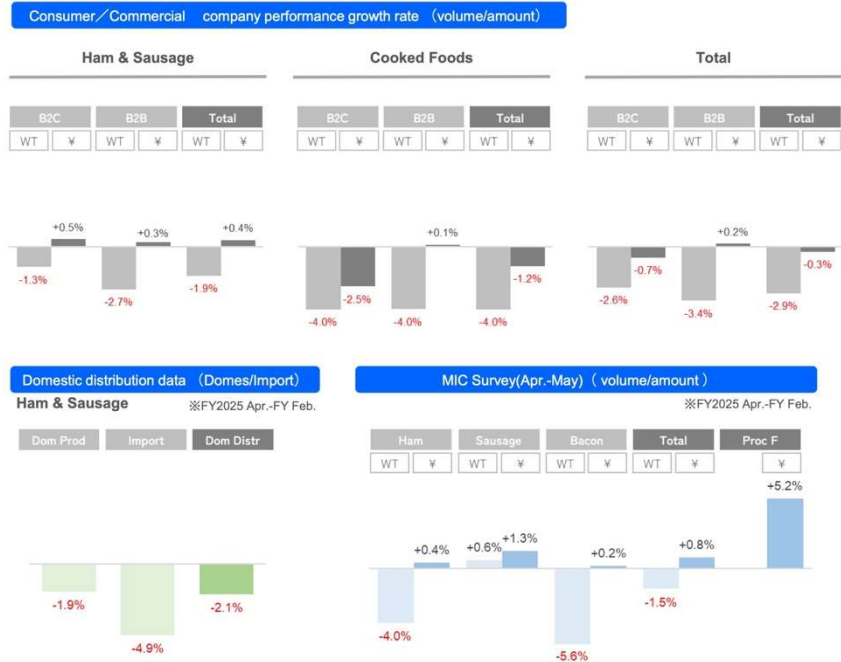 Consumer／Commercial company performance growth rate （volume/amount）
Ham & Sausage
Cooked Foods
Total
B2C B2B Total
WT ¥ WT ¥ WT ¥
B2C B2B Total
WT ¥ WT ¥ WT ¥
B2C B2B Total
WT ¥ WT ¥ WT ¥
-1.3% +0.5% -2.7% +0.3% -1.9% +0.4%
-4.0% -2.5% -4.0% +0.1% -4.0% -1.2%
-2.6% -0.7% -3.4% +0.2% -2.9% -0.3%
Domestic distribution data （Domes/Import）
Ham & Sausage ※FY2025 Apr.-FY Feb.
Dom Prod Import Dom Distr
-1.9% -4.9% -2.1%
MIC Survey(Apr.-May)（ volume/amount ）
※FY2025 Apr.-FY Feb.
Ham Sausage Bacon Total Proc F
WT ¥ WT ¥ WT ¥ WT ¥ ¥
-4.0% +0.4% +0.6% +1.3% -5.6% +0.2% -1.5% +0.8% +5.2%